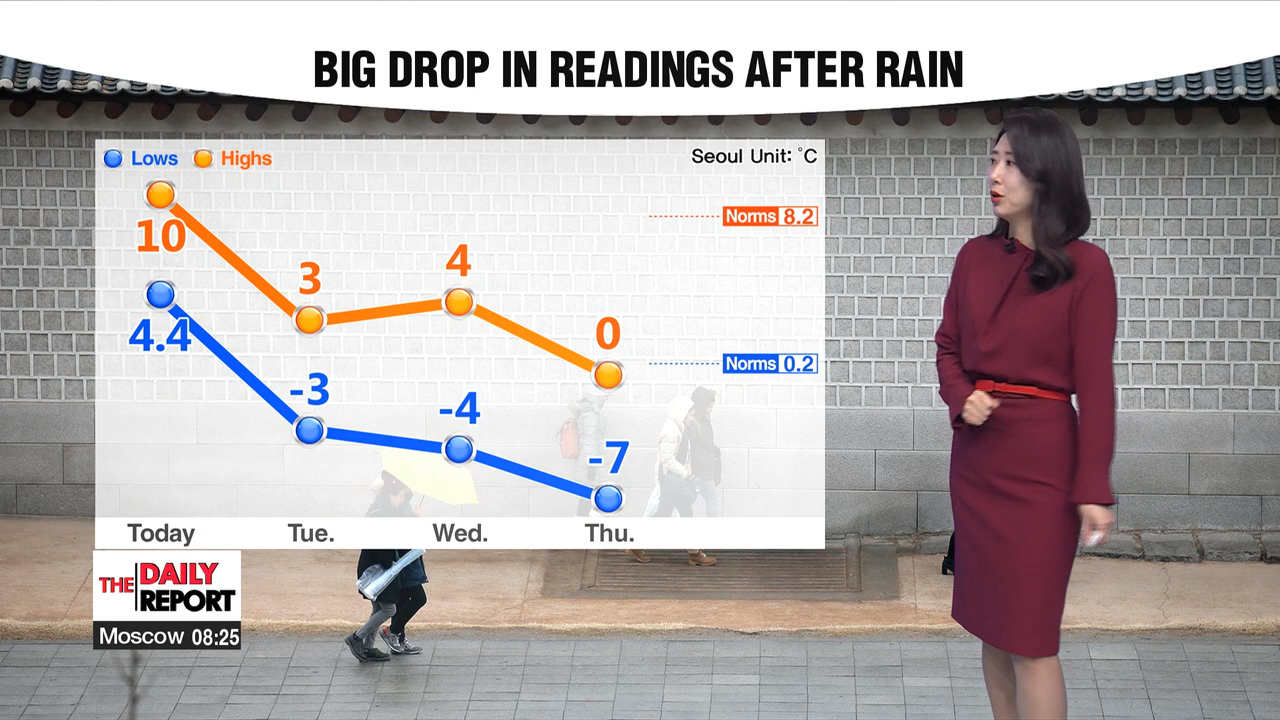 BIG DROP IN READINGS AFTER RAIN
Lows Highs
Seoul Unit: °C
Norms 8.2
10
3
4
0
Norms 0.2
4.4
-3
-4
-7
Today Tue. Wed. Thu.
THE DAILY
REPORT
Moscow 08:25